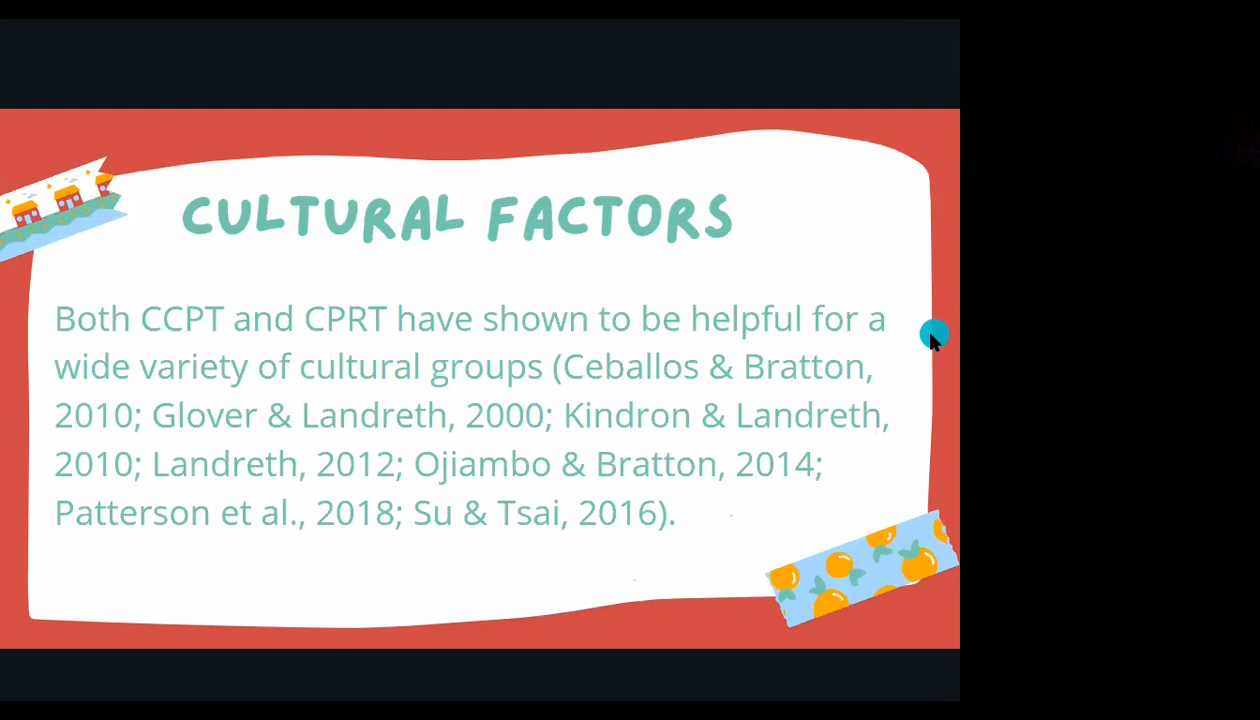 CULTURAL FACTORS
Both CCPT and CPRT have shown to be helpful for a
wide variety of cultural groups (Ceballos & Bratton,
2010; Glover & Landreth, 2000; Kindron & Landreth,
2010; Landreth, 2012; Ojiambo & Bratton, 2014;
Patterson et al., 2018; Su & Tsai, 2016).